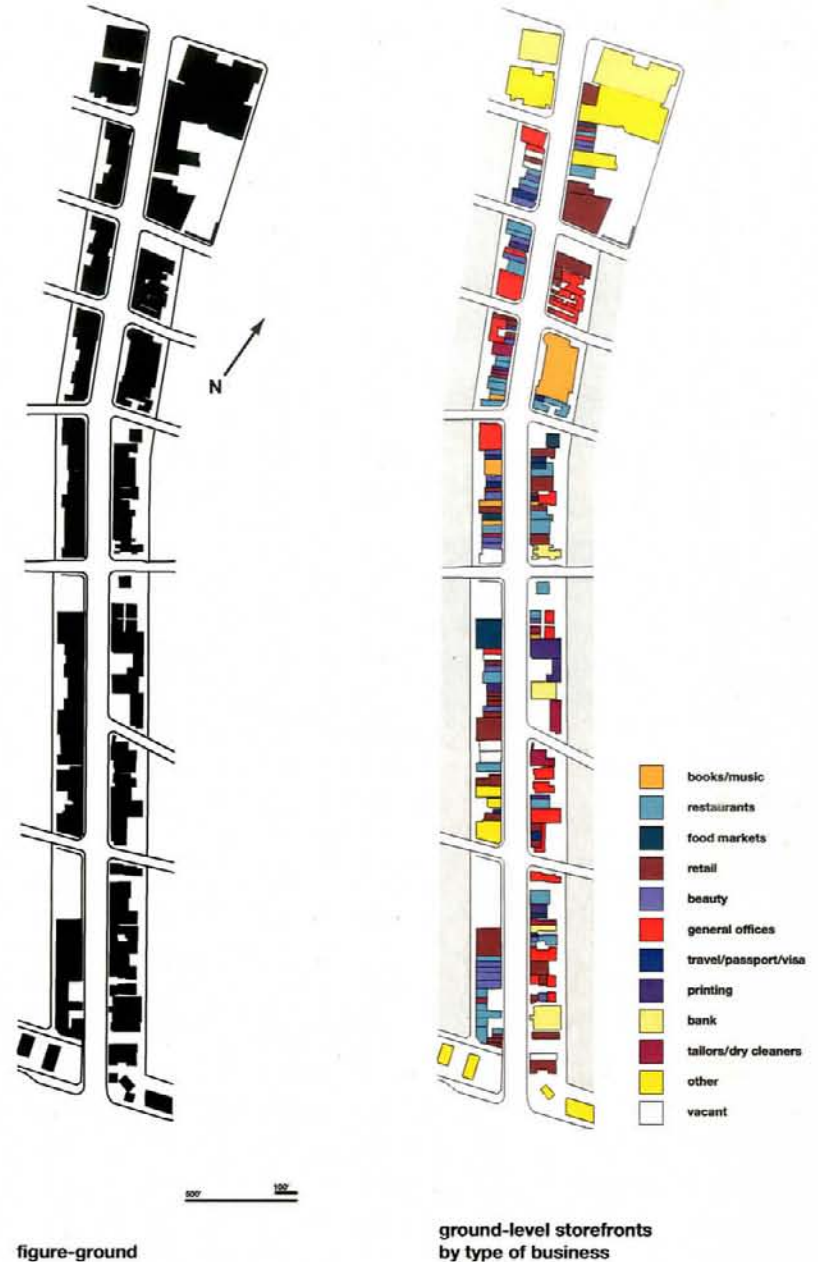 N
books/music
restaurants
food markets
retail
beauty
general offices
travel/passport/visa
printing
bank
tailors/dry cleaners
other
vacant
500' 100'
figure-ground
ground-level storefronts
by type of business